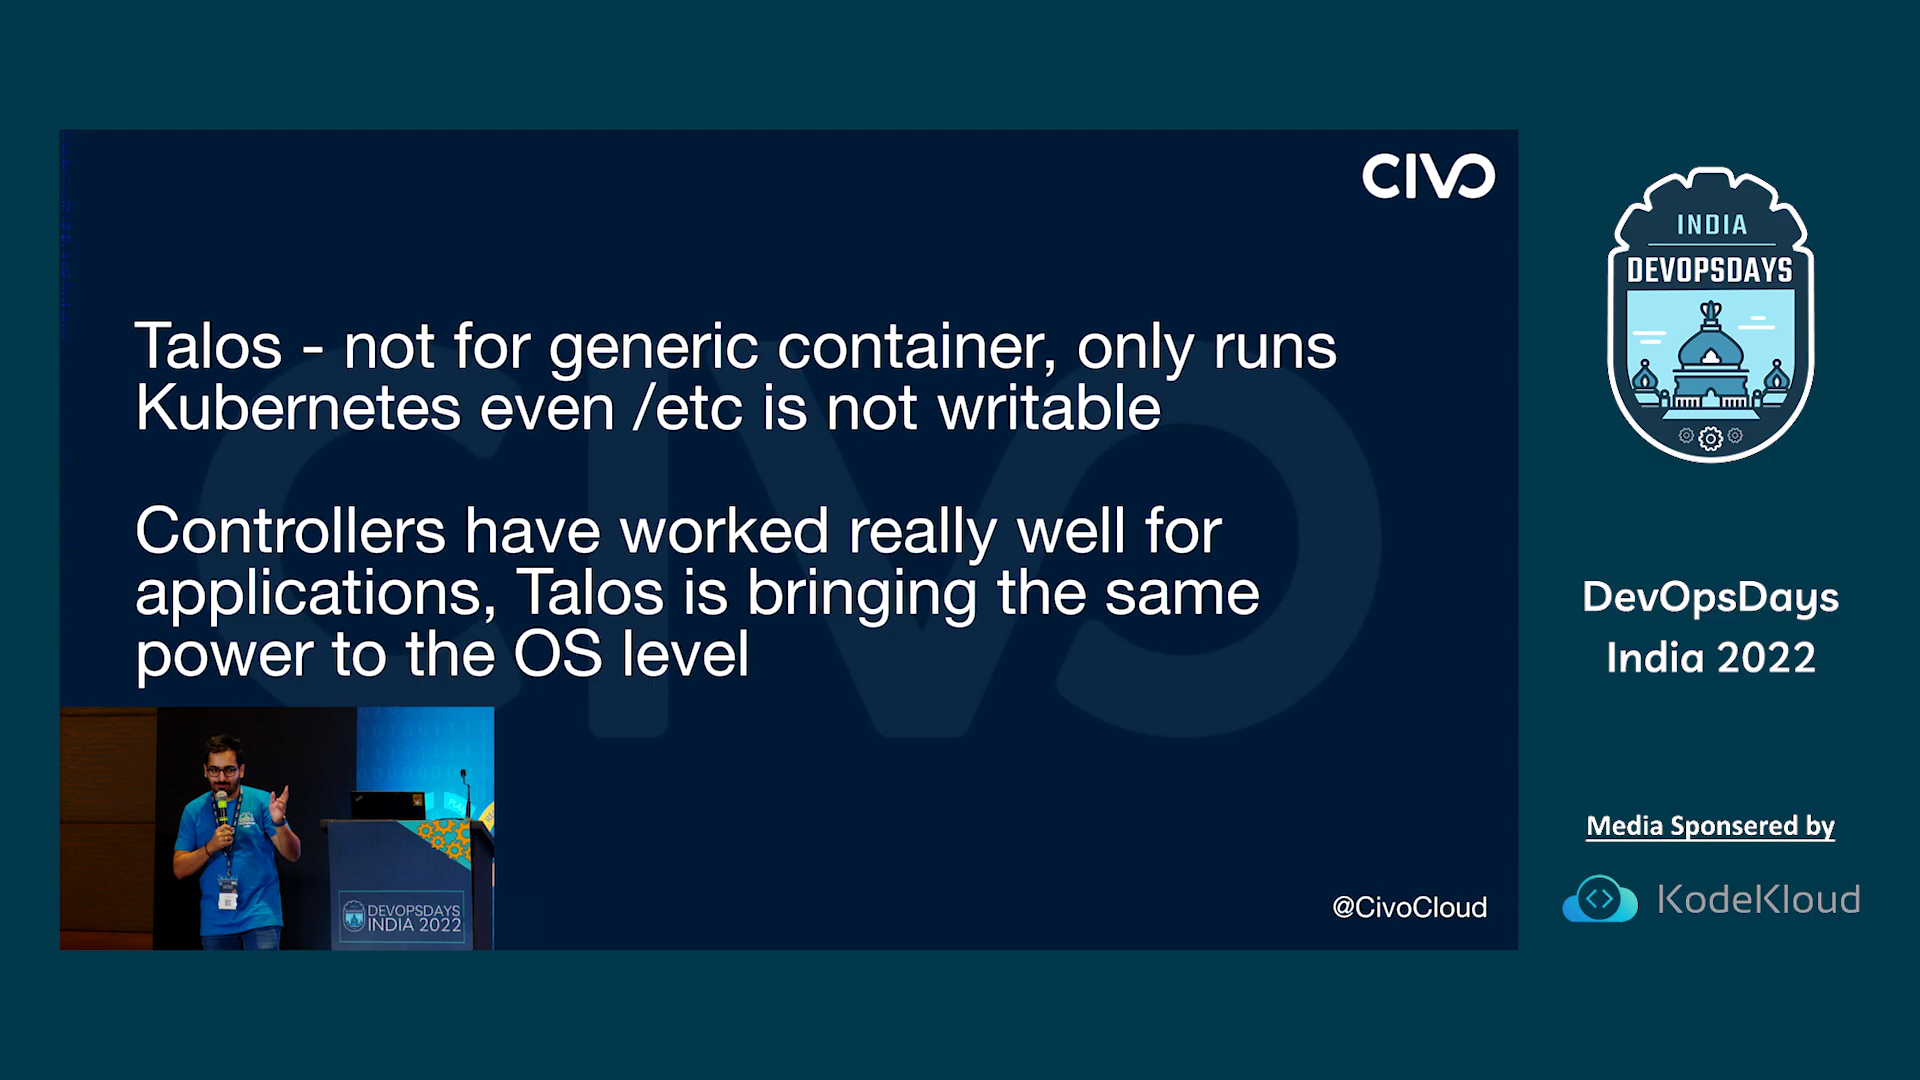 CIVO
Talos - not for generic container, only runs
Kubernetes even /etc is not writable
Controllers have worked really well for
applications, Talos is bringing the same
power to the OS level
@CivoCloud
DEVOPSDAYS
INDIA 2022
INDIA
DEVOPSDAYS
DevOpsDays
India 2022
Media Sponsered by
KodeKloud